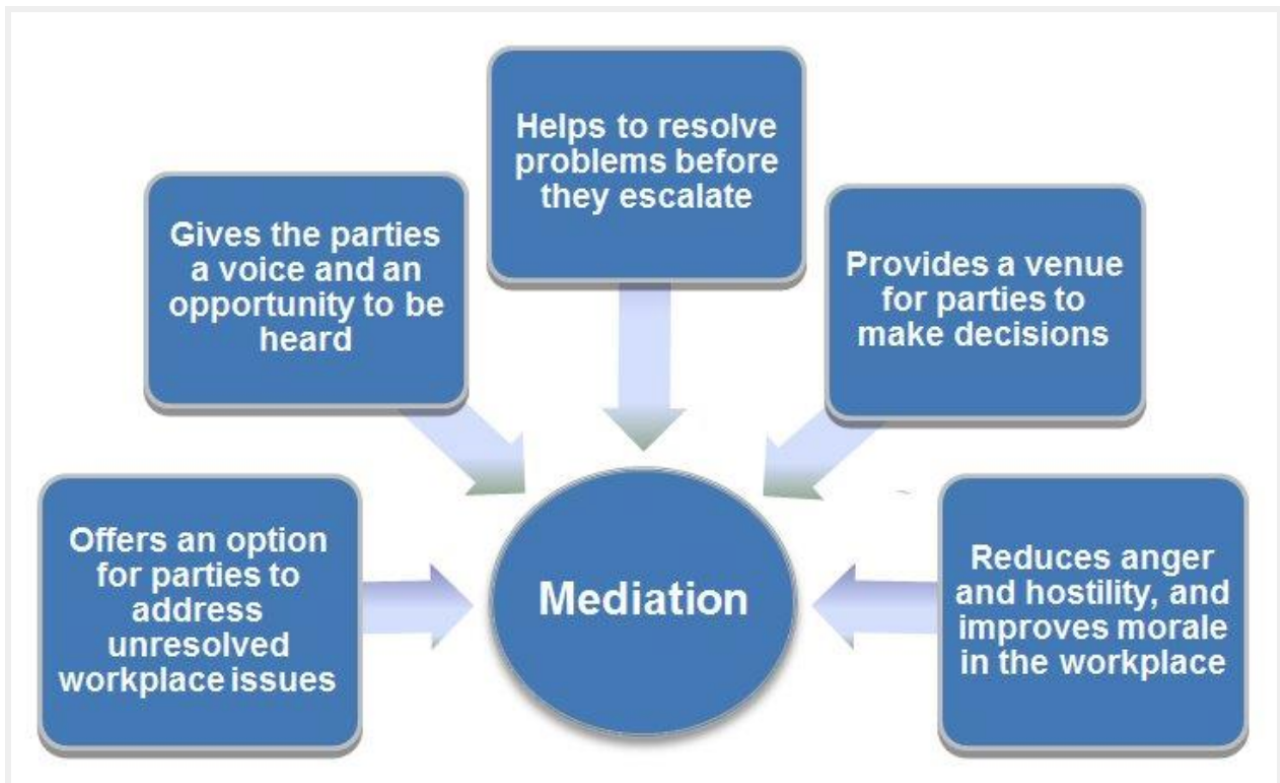 Helps to resolve
problems before
they escalate
Gives the parties
a voice and an
opportunity to be
heard
Provides a venue
for parties to
make decisions
Offers an option
for parties to
address
unresolved
workplace issues
Mediation
Reduces anger
and hostility, and
improves morale
in the workplace